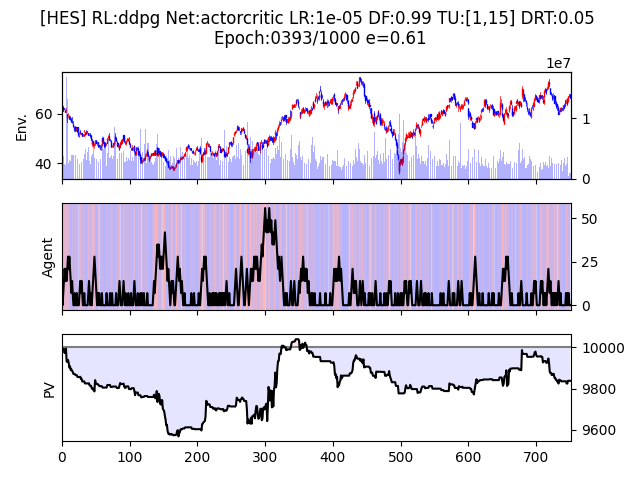 [HES] RL:ddpg Net:actorcritic LR:1e-05 DF:0.99 TU:[1,15] DRT:0.05
Epoch:0393/1000 e=0.61
1e7
Env.
60
40
1
0
Agent
50
25
0
PV
10000
9800
9600
0 100 200 300 400 500 600 700